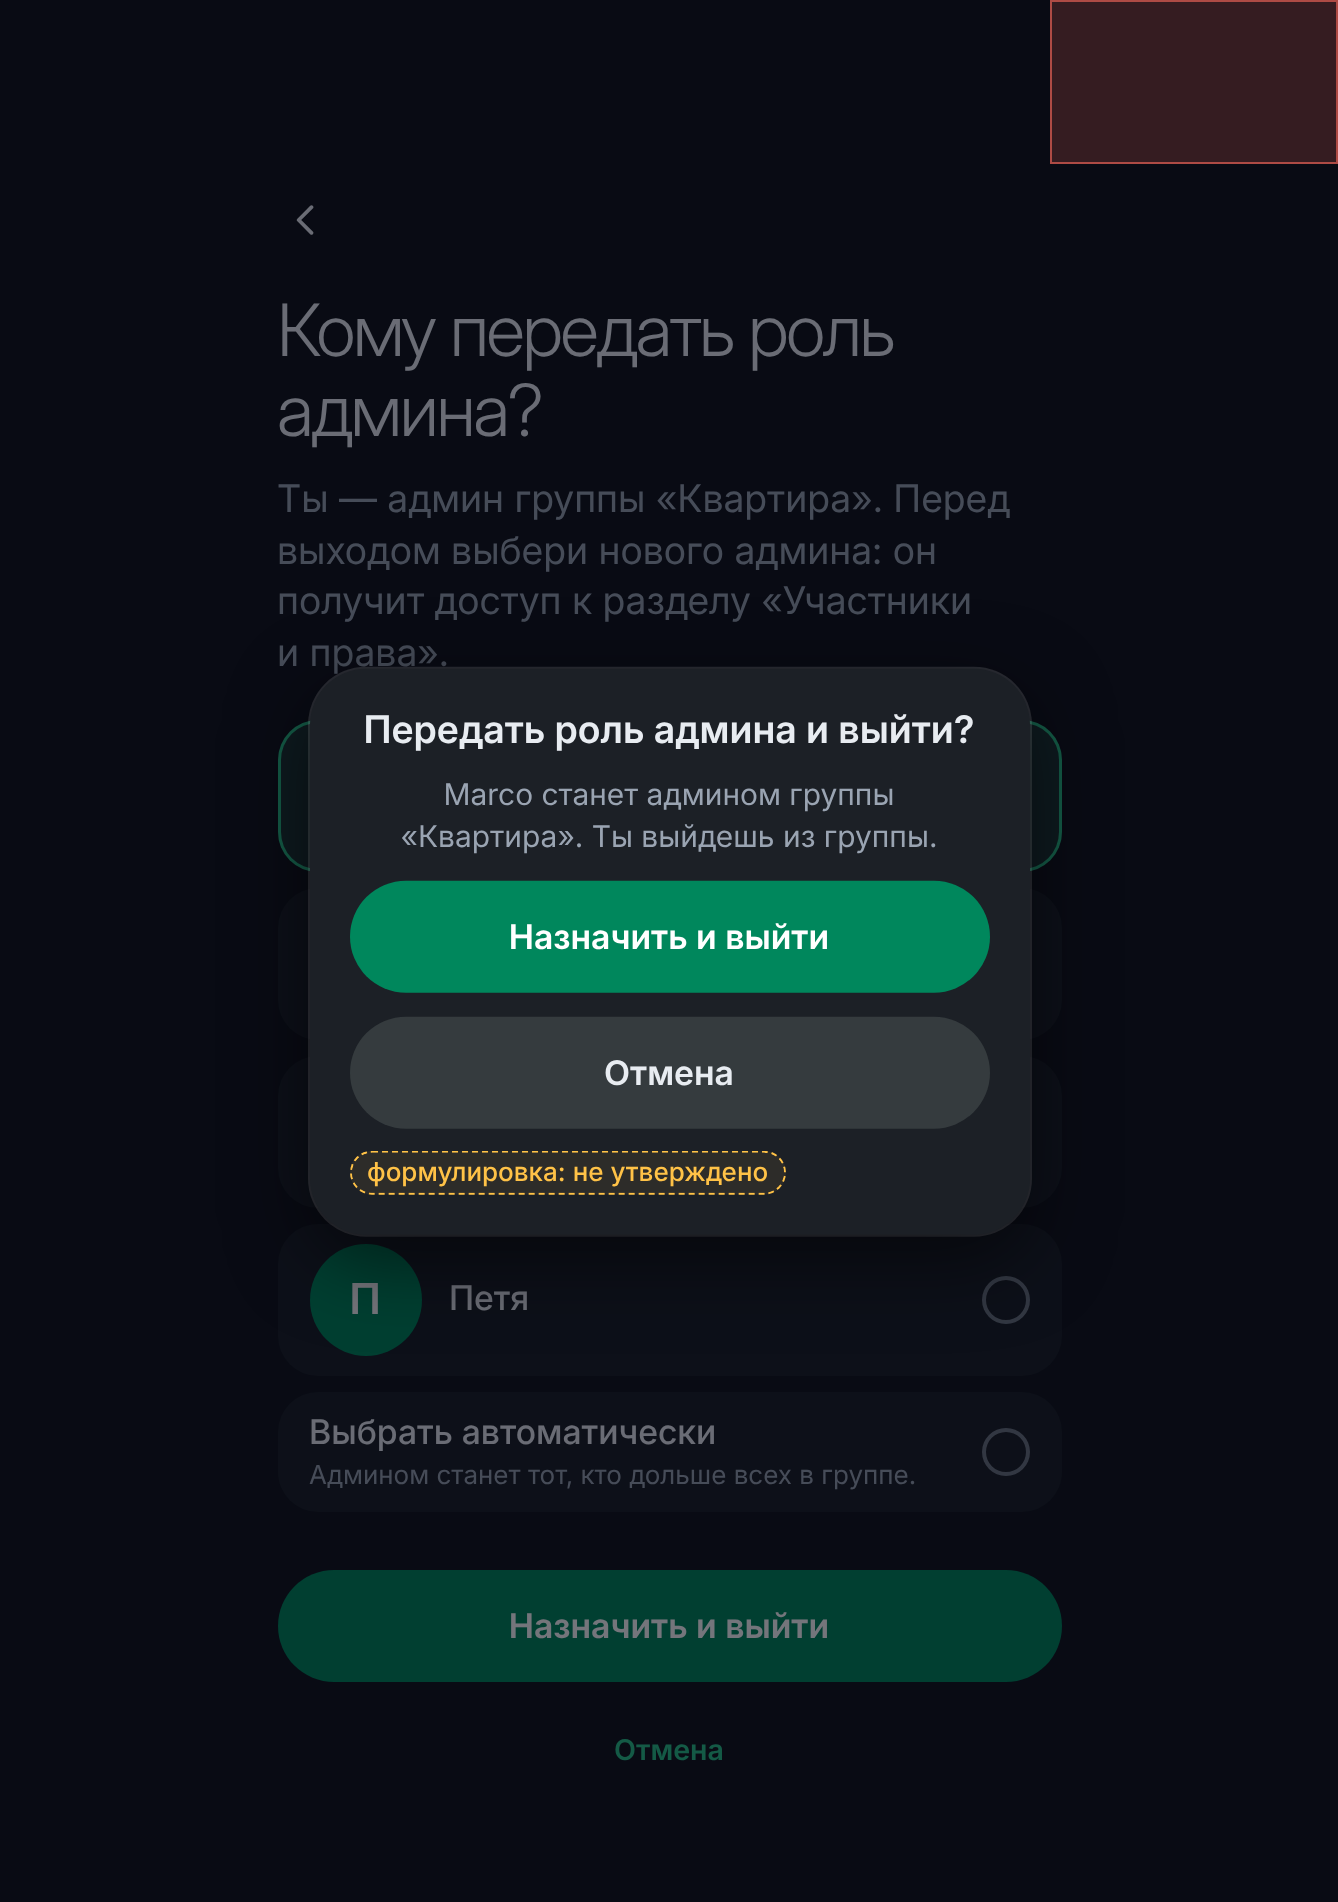 Кому передать роль
админа?
Ты — админ группы «Квартира». Перед
выходом выбери нового админа: он
получит доступ к разделу «Участники
и права».
Передать роль админа и выйти?
Marco станет админом группы
«Квартира». Ты выйдешь из группы.
Назначить и выйти
Отмена
формулировка: не утверждено
П
Петя
Выбрать автоматически
Админом станет тот, кто дольше всех в группе.
Назначить и выйти
Отмена